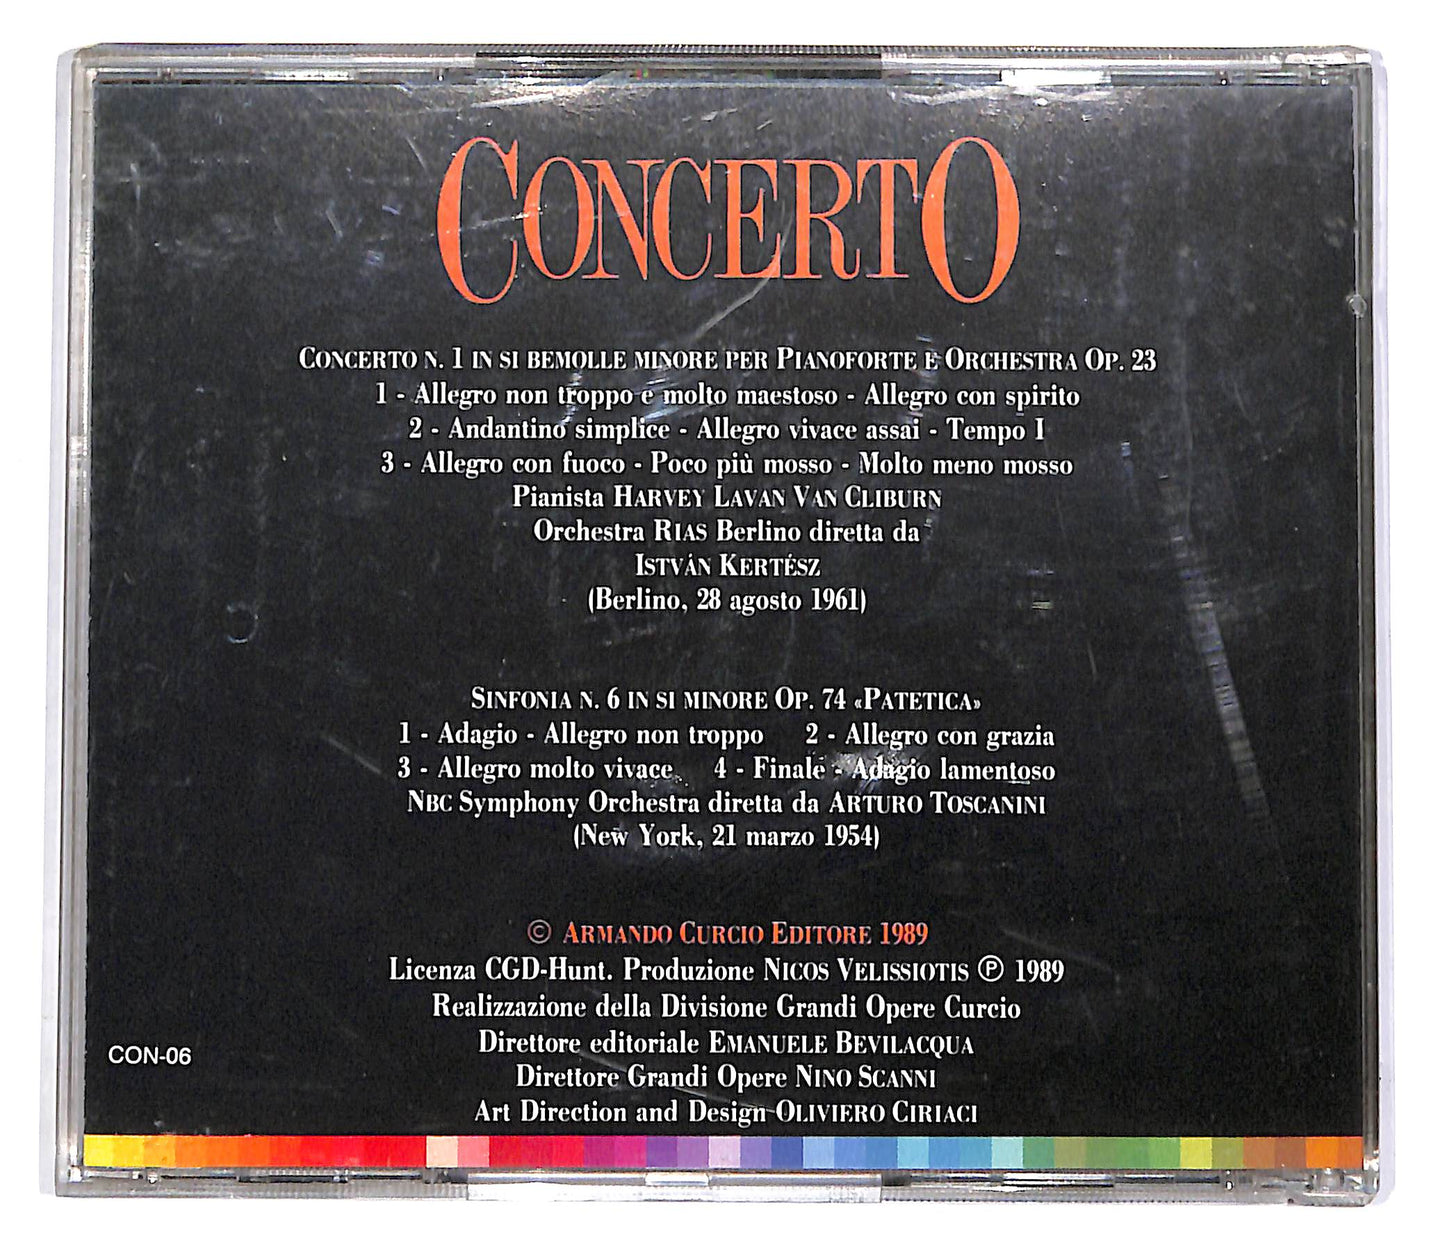 CONCERTO
CONCERTO N. 1 IN SI BEMOLLE MINORE PER PIANOFORTE E ORCHESTRA OP. 23
1 - Allegro non troppo e molto maestoso - Allegro con spirito
2 - Andantino simplice - Allegro vivace assai - Tempo I
3 - Allegro con fuoco - Poco più mosso - Molto meno mosso
Pianista HARVEY LAVAN VAN CLIBURN
Orchestra RIAS Berlino diretta da
ISTVÁN KERTÉSZ
(Berlino, 28 agosto 1961)
SINFONIA N. 6 IN SI MINORE OP. 74 «PATETICA»
1 - Adagio - Allegro non troppo 2 - Allegro con grazia
3 - Allegro molto vivace 4 - Finale - Adagio lamentoso
NBC Symphony Orchestra diretta da ARTURO TOSCANINI
(New York, 21 marzo 1954)
© ARMANDO CURCIO EDITORE 1989
Licenza CGD-Hunt. Produzione NICOS VELISSIOTIS ℗ 1989
Realizzazione della Divisione Grandi Opere Curcio
Direttore editoriale EMANUELE BEVILACQUA
CON-06
Direttore Grandi Opere NINO SCANNI
Art Direction and Design OLIVIERO CIRIACI